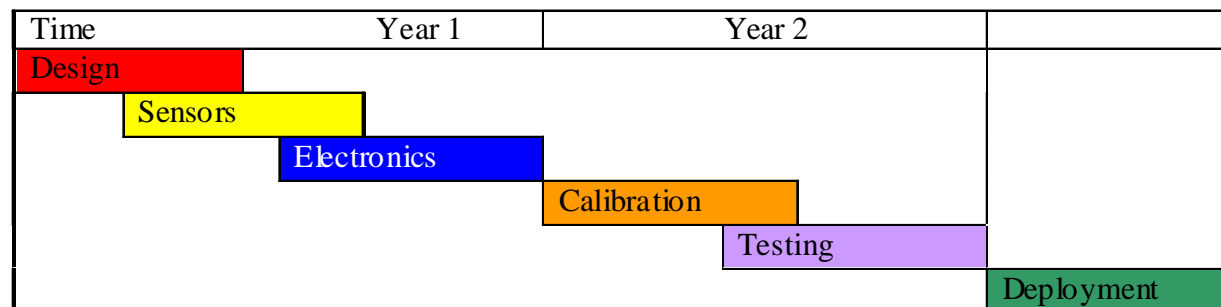 Time Year 1 Year 2
Design
Sensors
Electronics
Calibration
Testing
Deployment